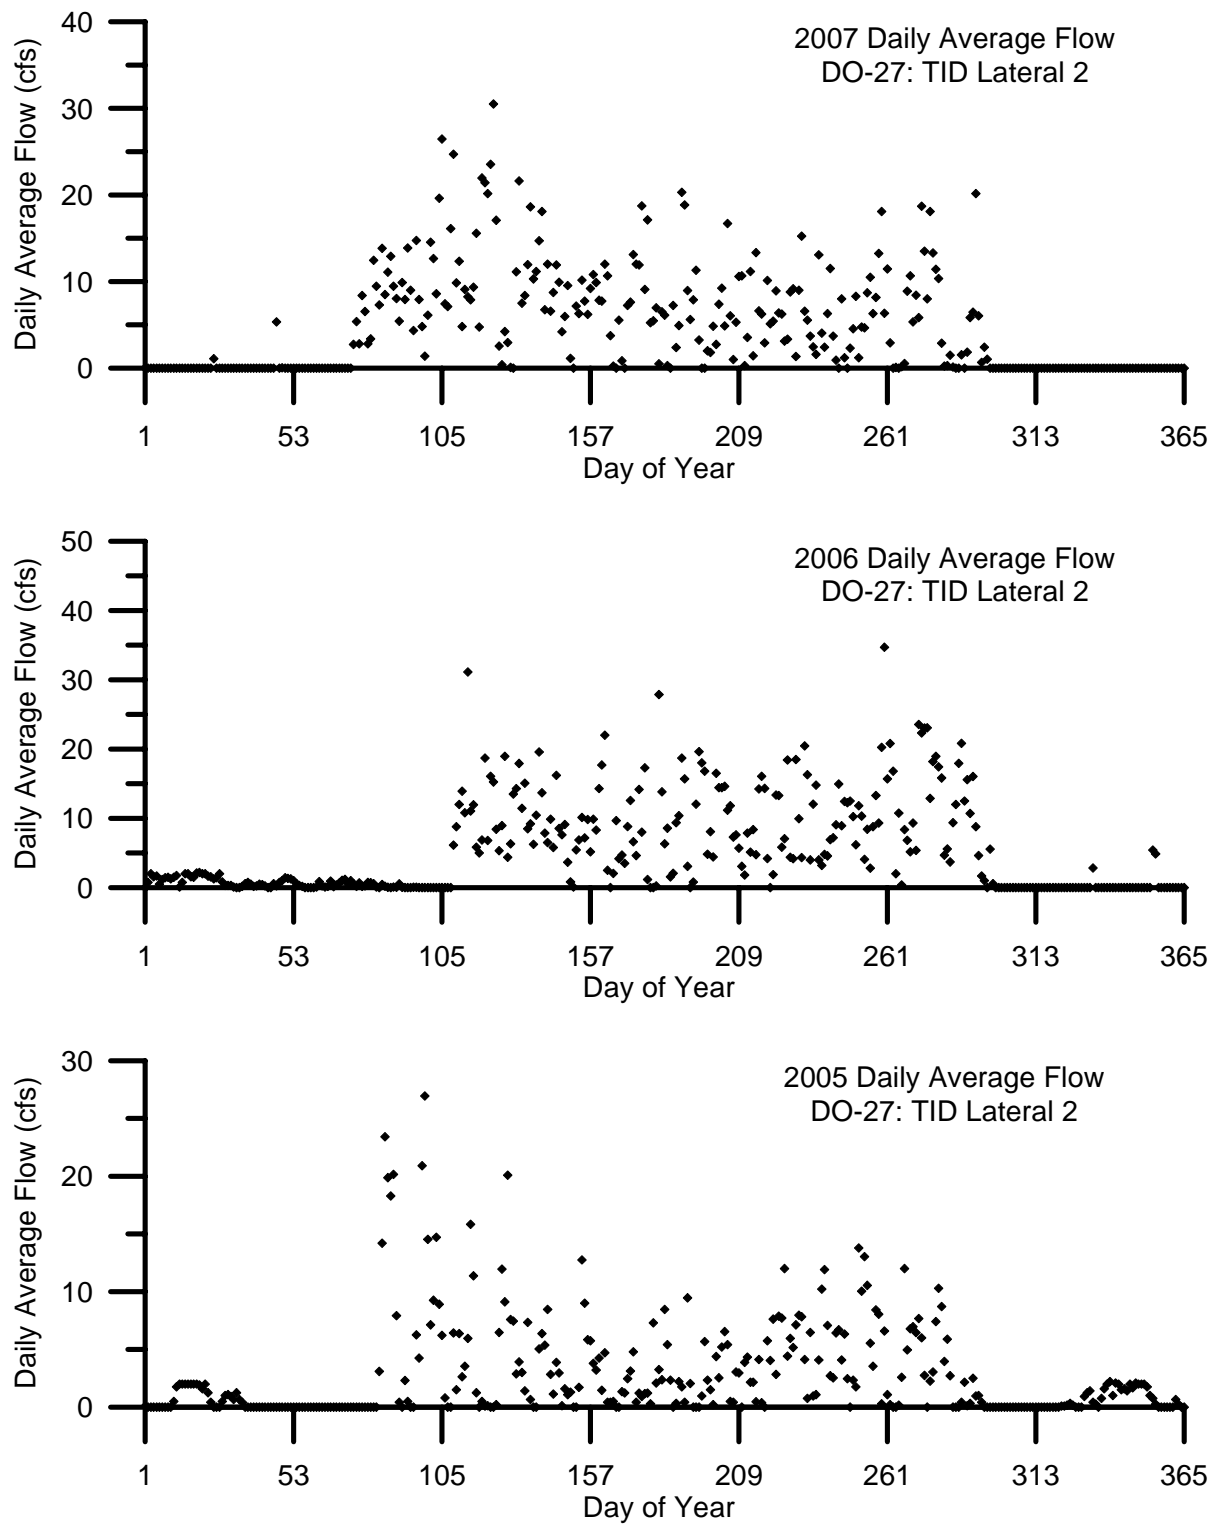 2007 Daily Average Flow
DO-27: TID Lateral 2
Daily Average Flow (cfs)
40
30
20
10
0
1 53 105 157 209 261 313 365
Day of Year
2006 Daily Average Flow
DO-27: TID Lateral 2
Daily Average Flow (cfs)
50
40
30
20
10
0
1 53 105 157 209 261 313 365
Day of Year
2005 Daily Average Flow
DO-27: TID Lateral 2
Daily Average Flow (cfs)
30
20
10
0
1 53 105 157 209 261 313 365
Day of Year